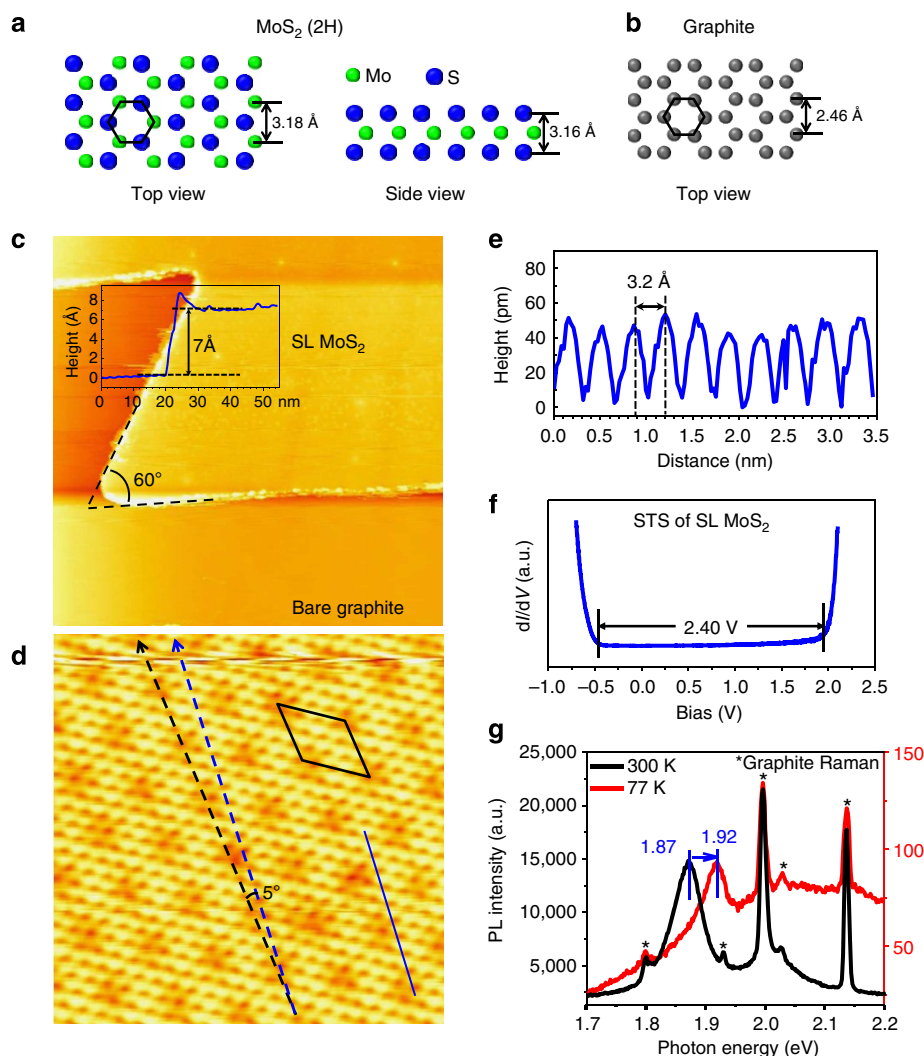 a
MoS2 (2H)
Mo
S
3.18 Å
3.16 Å
Top view
Side view
b
Graphite
2.46 Å
Top view
c
Height (Å)
8
6
4
2
0
7Å
0 10 20 30 40 50 nm
SL MoS2
60°
Bare graphite
d
5°
e
3.2 Å
Height (pm)
80
60
40
20
0
0.0 0.5 1.0 1.5 2.0 2.5 3.0 3.5
Distance (nm)
f
STS of SL MoS2
dI/dV (a.u.)
2.40 V
–1.0 –0.5 0.0 0.5 1.0 1.5 2.0 2.5
Bias (V)
g
25,000
20,000
15,000
10,000
5,000
PL intensity (a.u.)
300 K
77 K
*Graphite Raman
1.87
1.92
* * * * * *
150
100
50
1.7 1.8 1.9 2.0 2.1 2.2
Photon energy (eV)